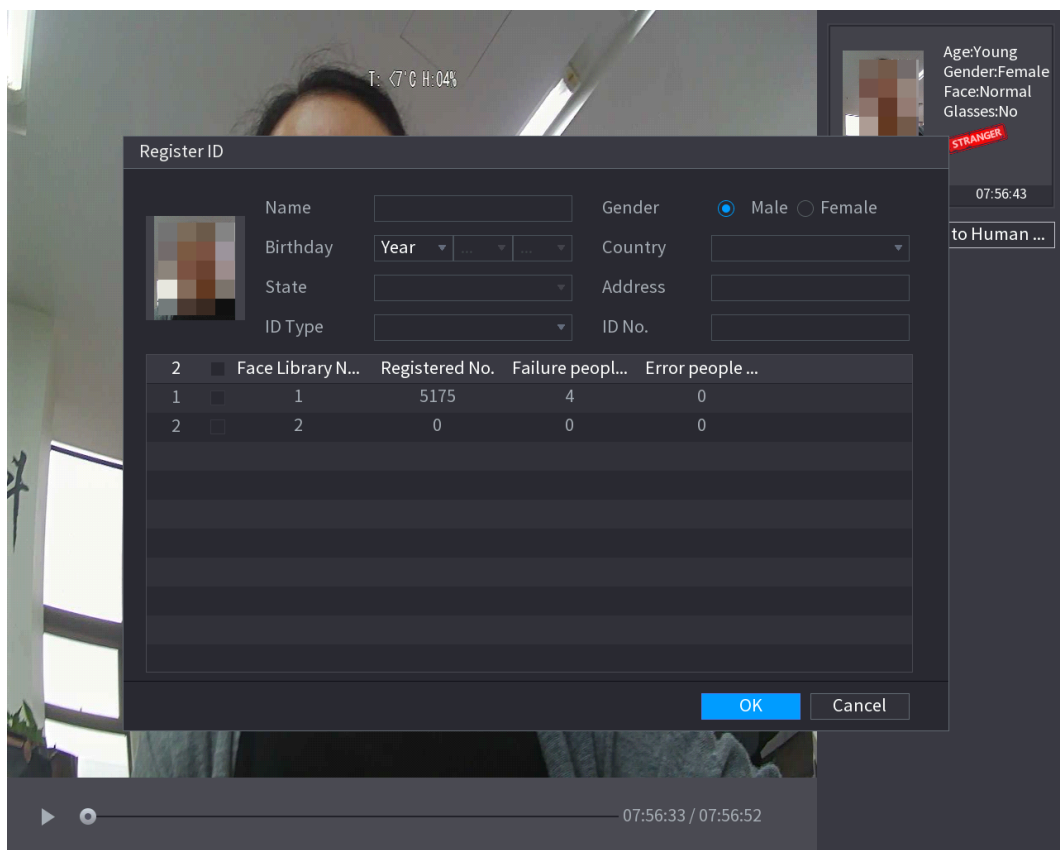 T: <7°C H:04%
Age:Young
Gender:Female
Face:Normal
Glasses:No
STRANGER
07:56:43
to Human ...
Register ID
Name
Gender Male Female
Birthday Year ... ... Country
State Address
ID Type ID No.
2 Face Library N... Registered No. Failure peopl... Error people ...
1 1 5175 4 0
2 2 0 0 0
OK Cancel
07:56:33 / 07:56:52